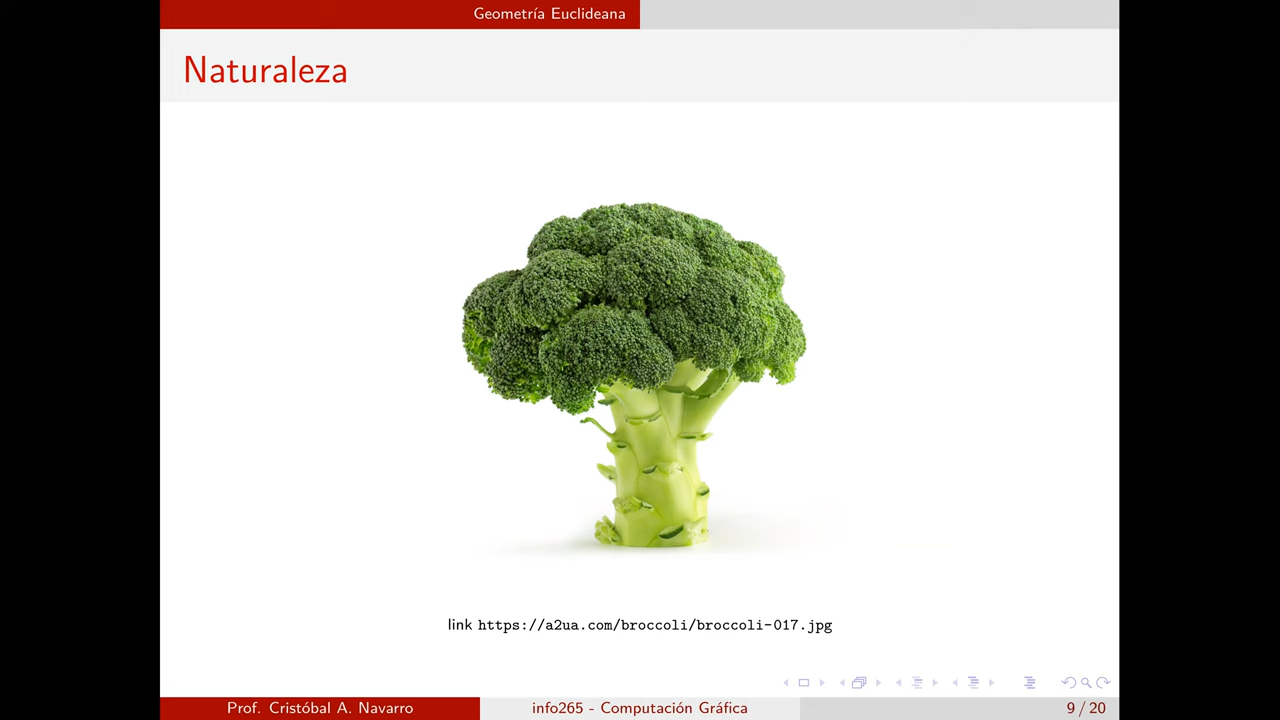 Geometría Euclideana
Naturaleza
link https://a2ua.com/broccoli/broccoli-017.jpg
Prof. Cristóbal A. Navarro
info265 - Computación Gráfica
9 / 20